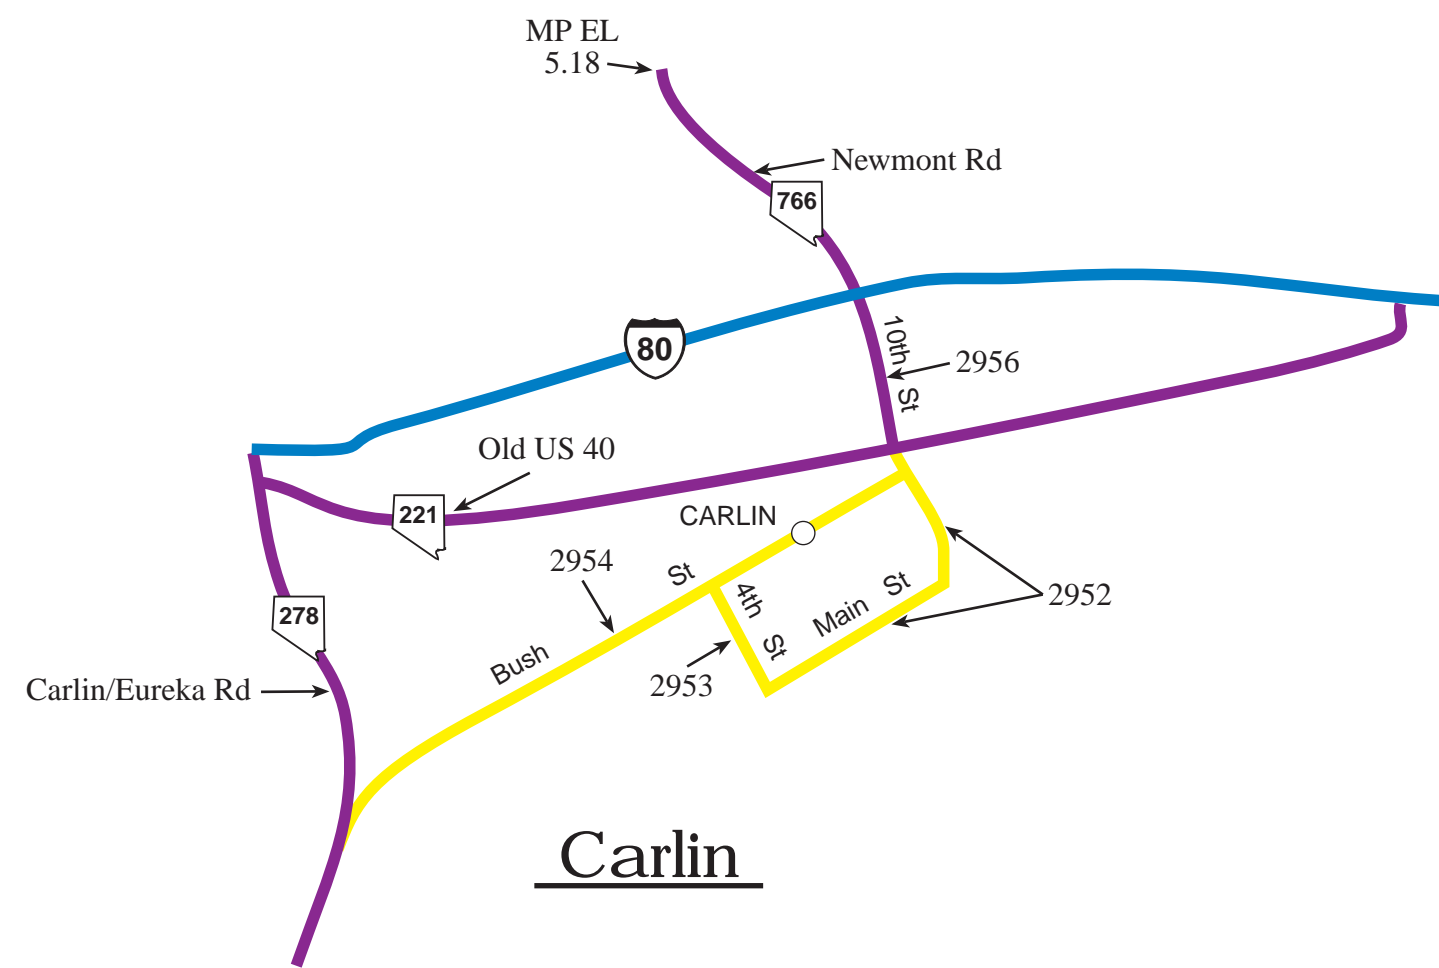 MP EL
5.18
Newmont Rd
766
10th St
2956
80
Old US 40
221
CARLIN
2954
Bush St
4th St
Main St
2952
2953
278
Carlin/Eureka Rd
Carlin